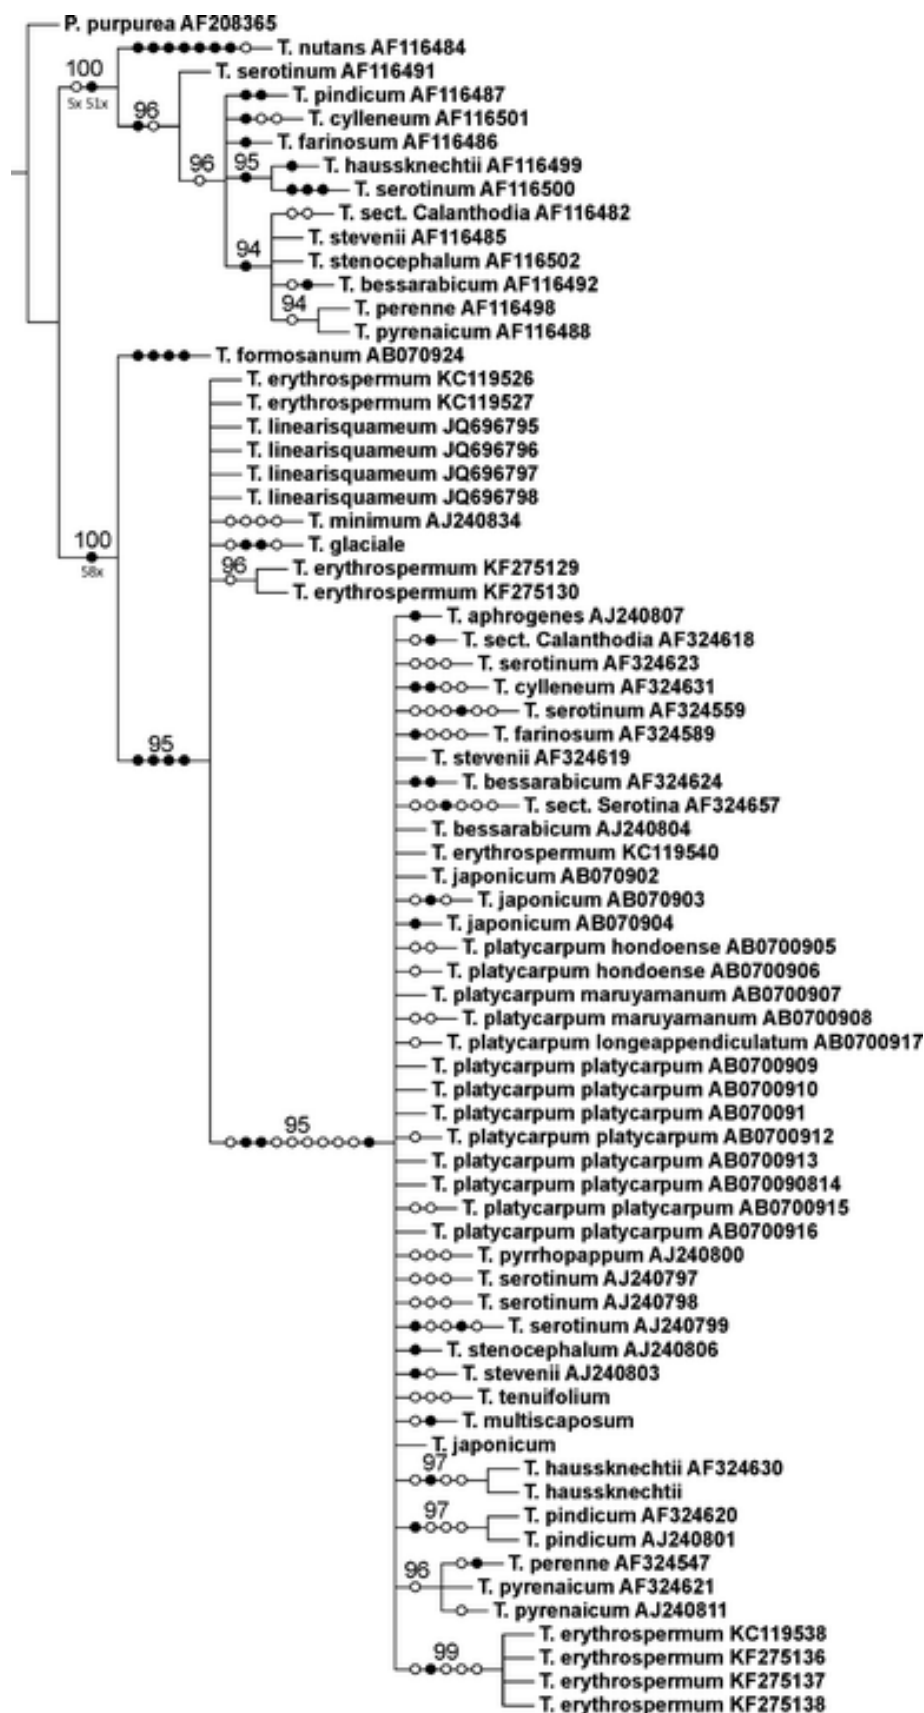 P. purpurea AF208365
T. nutans AF116484
100
T. serotinum AF116491
5x 51x
T. pindicum AF116487
96
T. cylleneum AF116501
T. farinosum AF116486
96
95
T. haussknechtii AF116499
T. serotinum AF116500
T. sect. Calanthodia AF116482
T. stevenii AF116485
94
T. stenocephalum AF116502
T. bessarabicum AF116492
94
T. perenne AF116498
T. pyrenaicum AF116488
T. formosanum AB070924
T. erythrospermum KC119526
T. erythrospermum KC119527
T. linearisquameum JQ696795
T. linearisquameum JQ696796
T. linearisquameum JQ696797
T. linearisquameum JQ696798
T. minimum AJ240834
100
T. glaciale
58x
96
T. erythrospermum KF275129
T. erythrospermum KF275130
T. aphrogenes AJ240807
T. sect. Calanthodia AF324618
T. serotinum AF324623
T. cylleneum AF324631
T. serotinum AF324559
T. farinosum AF324589
95
T. stevenii AF324619
T. bessarabicum AF324624
T. sect. Serotina AF324657
T. bessarabicum AJ240804
T. erythrospermum KC119540
T. japonicum AB070902
T. japonicum AB070903
T. japonicum AB070904
T. platycarpum hondoense AB0700905
T. platycarpum hondoense AB0700906
T. platycarpum maruyamanum AB0700907
T. platycarpum maruyamanum AB0700908
T. platycarpum longeappendiculatum AB0700917
T. platycarpum platycarpum AB0700909
T. platycarpum platycarpum AB0700910
T. platycarpum platycarpum AB070091
95
T. platycarpum platycarpum AB0700912
T. platycarpum platycarpum AB0700913
T. platycarpum platycarpum AB070090814
T. platycarpum platycarpum AB0700915
T. platycarpum platycarpum AB0700916
T. pyrrhopappum AJ240800
T. serotinum AJ240797
T. serotinum AJ240798
T. serotinum AJ240799
T. stenocephalum AJ240806
T. stevenii AJ240803
T. tenuifolium
T. multiscaposum
T. japonicum
97
T. haussknechtii AF324630
T. haussknechtii
97
T. pindicum AF324620
T. pindicum AJ240801
96
T. perenne AF324547
T. pyrenaicum AF324621
T. pyrenaicum AJ240811
99
T. erythrospermum KC119538
T. erythrospermum KF275136
T. erythrospermum KF275137
T. erythrospermum KF275138